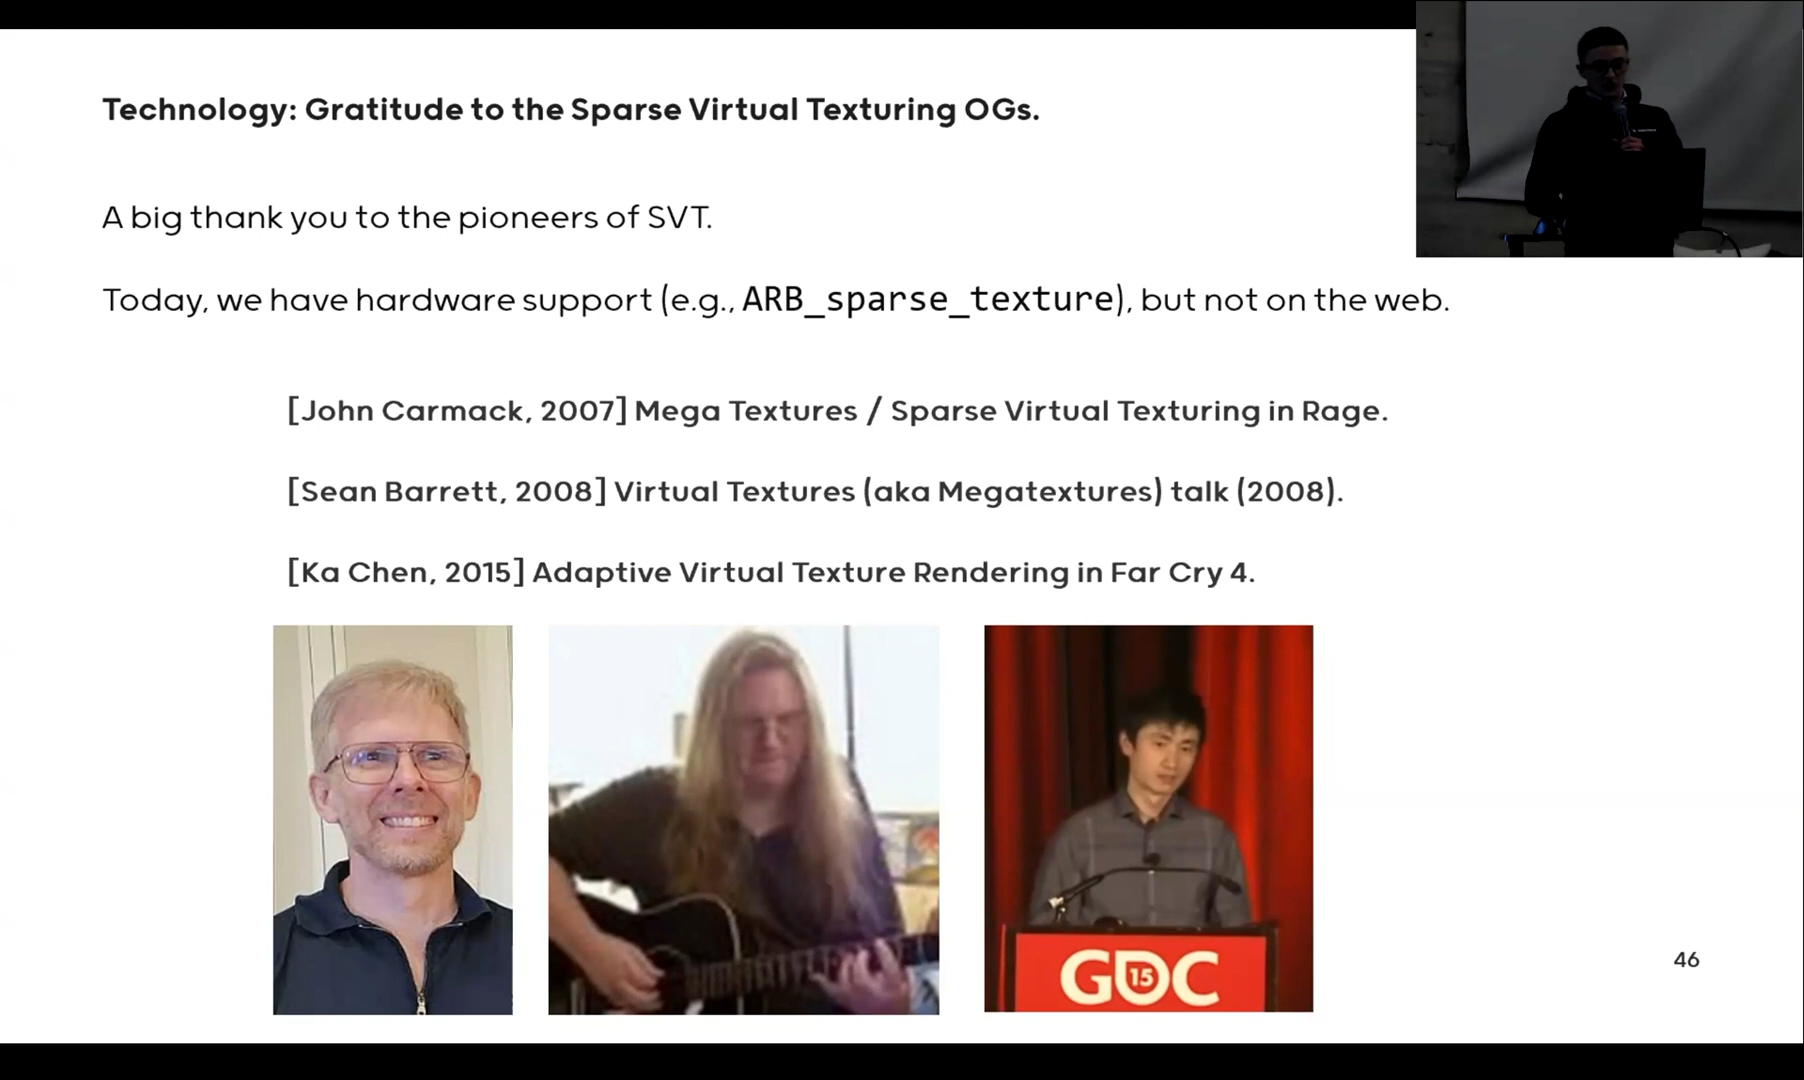 Technology: Gratitude to the Sparse Virtual Texturing OGs.
A big thank you to the pioneers of SVT.
Today, we have hardware support (e.g., ARB_sparse_texture), but not on the web.
[John Carmack, 2007] Mega Textures / Sparse Virtual Texturing in Rage.
[Sean Barrett, 2008] Virtual Textures (aka Megatextures) talk (2008).
[Ka Chen, 2015] Adaptive Virtual Texture Rendering in Far Cry 4.
GDC 15
46